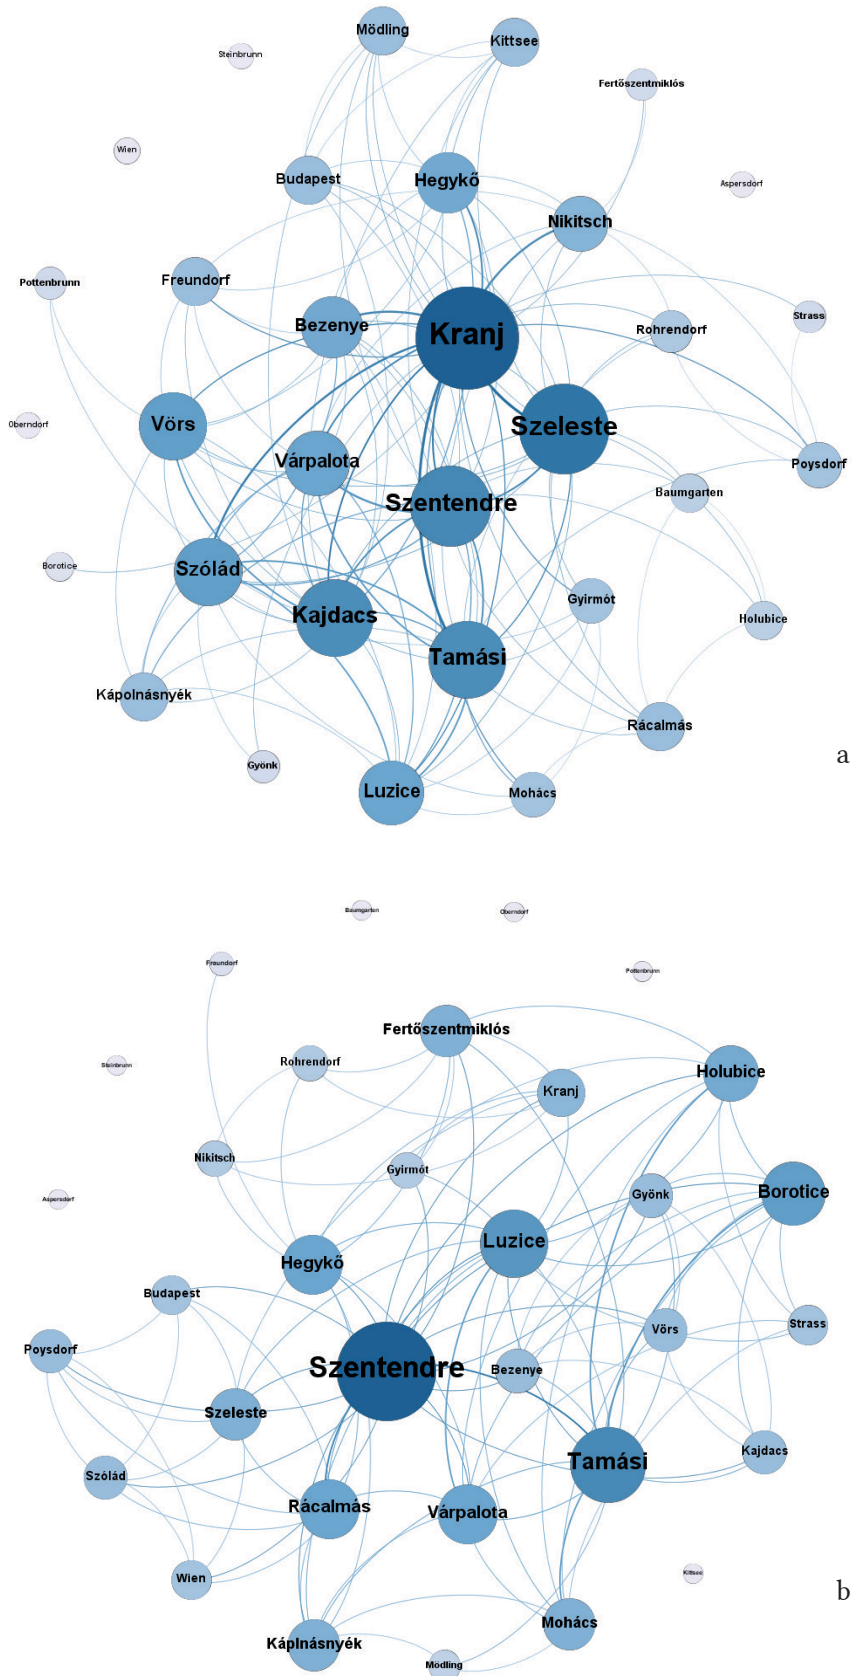 Mödling
Kittsee
Steinbrunn
Fertőszentmiklós
Wien
Budapest
Hegykő
Aspersdorf
Nikitsch
Pottenbrunn
Freundorf
Strass
Bezenye
Kranj
Rohrendorf
Oberndorf
Vörs
Szeleste
Várpalota
Poysdorf
Szentendre
Baumgarten
Borotice
Szólád
Kajdacs
Gyirmót
Holubice
Tamási
Kápolnásnyék
Rácalmás
Gyönk
a
Luzice
Mohács
Baumgarten
Oberndorf
Freundorf
Pottenbrunn
Fertőszentmiklós
Steinbrunn
Rohrendorf
Holubice
Kranj
Nikitsch
Gyirmót
Aspersdorf
Gyönk
Borotice
Luzice
Hegykő
Budapest
Strass
Vörs
Poysdorf
Szentendre
Bezenye
Szeleste
Kajdacs
Tamási
Szólád
Rácalmás
Várpalota
Wien
Kittsee
b
Mohács
Káplnásnyék
Mödling